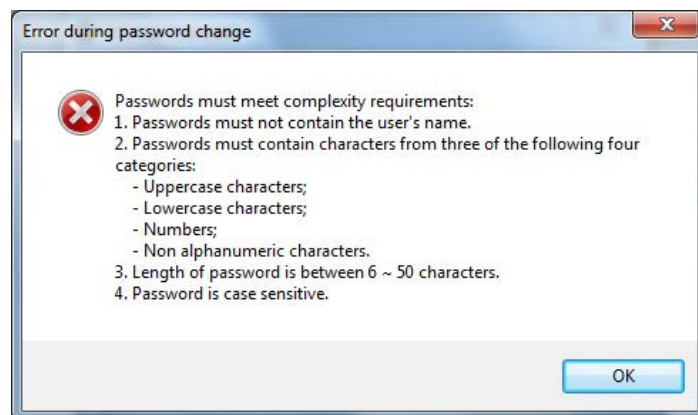 Error during password change
Passwords must meet complexity requirements:
1. Passwords must not contain the user's name.
2. Passwords must contain characters from three of the following four
categories:
- Uppercase characters;
- Lowercase characters;
- Numbers;
- Non alphanumeric characters.
3. Length of password is between 6 ~ 50 characters.
4. Password is case sensitive.
OK